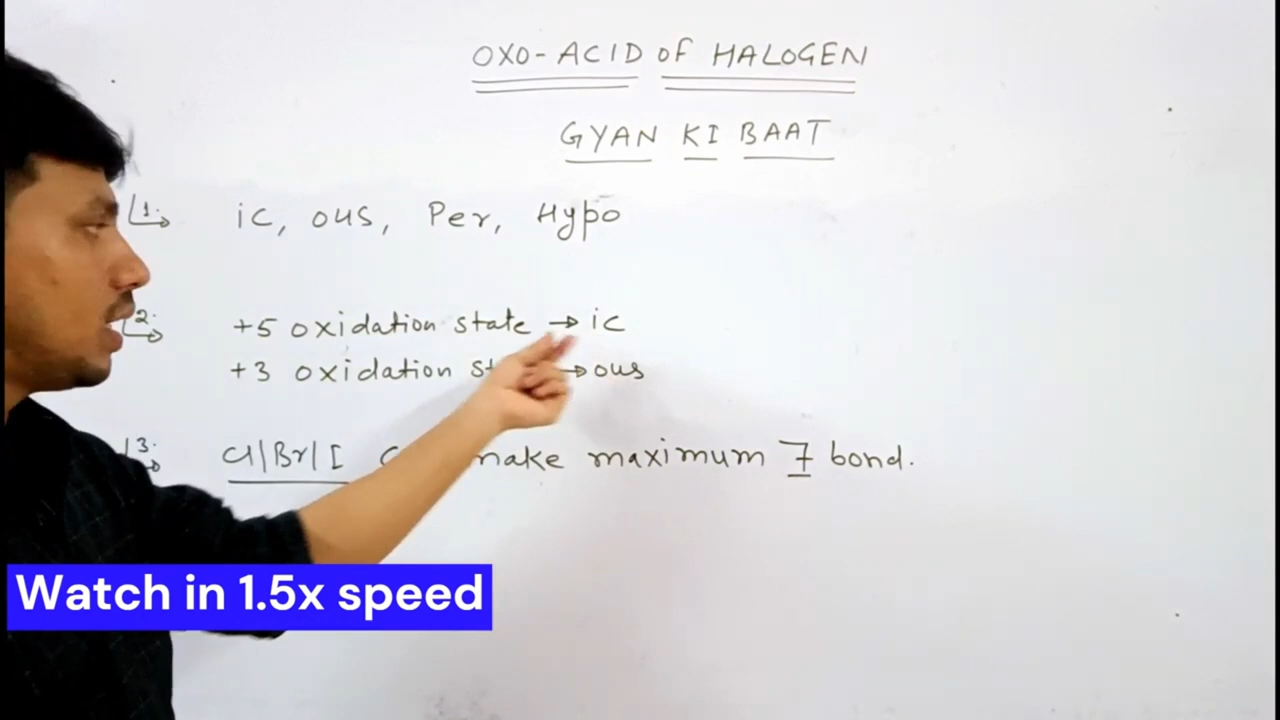 OXO-ACID OF HALOGEN
GYAN KI BAAT
1. ic, ous, Per, Hypo
2. +5 oxidation state → ic
+3 oxidation → ous
3. Cl/Br/I make maximum 7 bond.
Watch in 1.5x speed